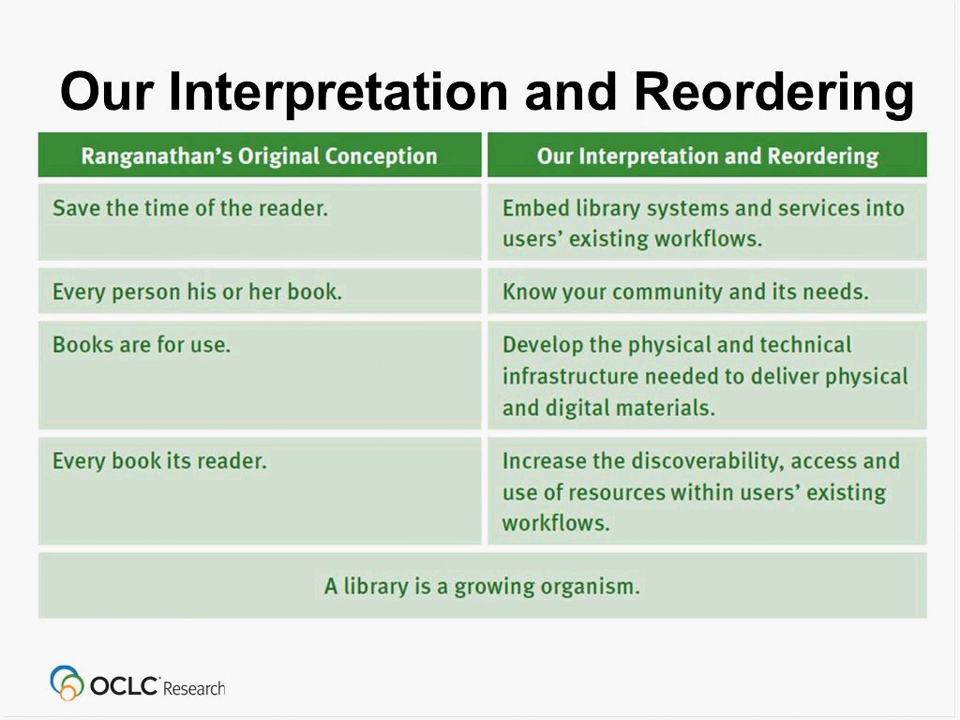 Our Interpretation and Reordering
Ranganathan’s Original Conception
Our Interpretation and Reordering
Save the time of the reader.
Embed library systems and services into
users’ existing workflows.
Every person his or her book.
Know your community and its needs.
Books are for use.
Develop the physical and technical
infrastructure needed to deliver physical
and digital materials.
Every book its reader.
Increase the discoverability, access and
use of resources within users’ existing
workflows.
A library is a growing organism.
OCLC Research